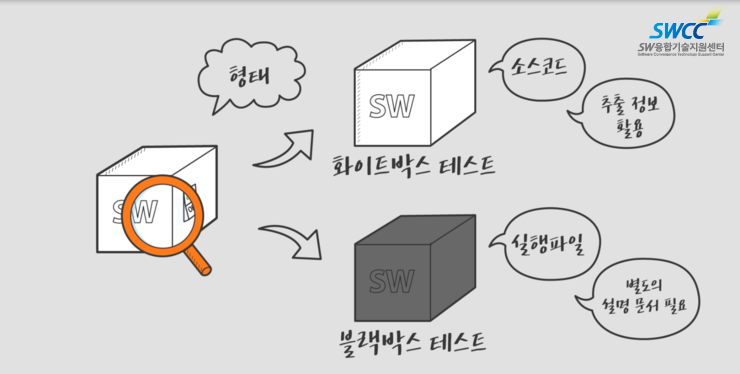 SWCC
SW융합기술지원센터
Software Convergence Technology Support Center
형태
SW
소스코드
추출 정보
활용
화이트박스 테스트
SW
SW
실행파일
별도의
설명 문서 필요
블랙박스 테스트